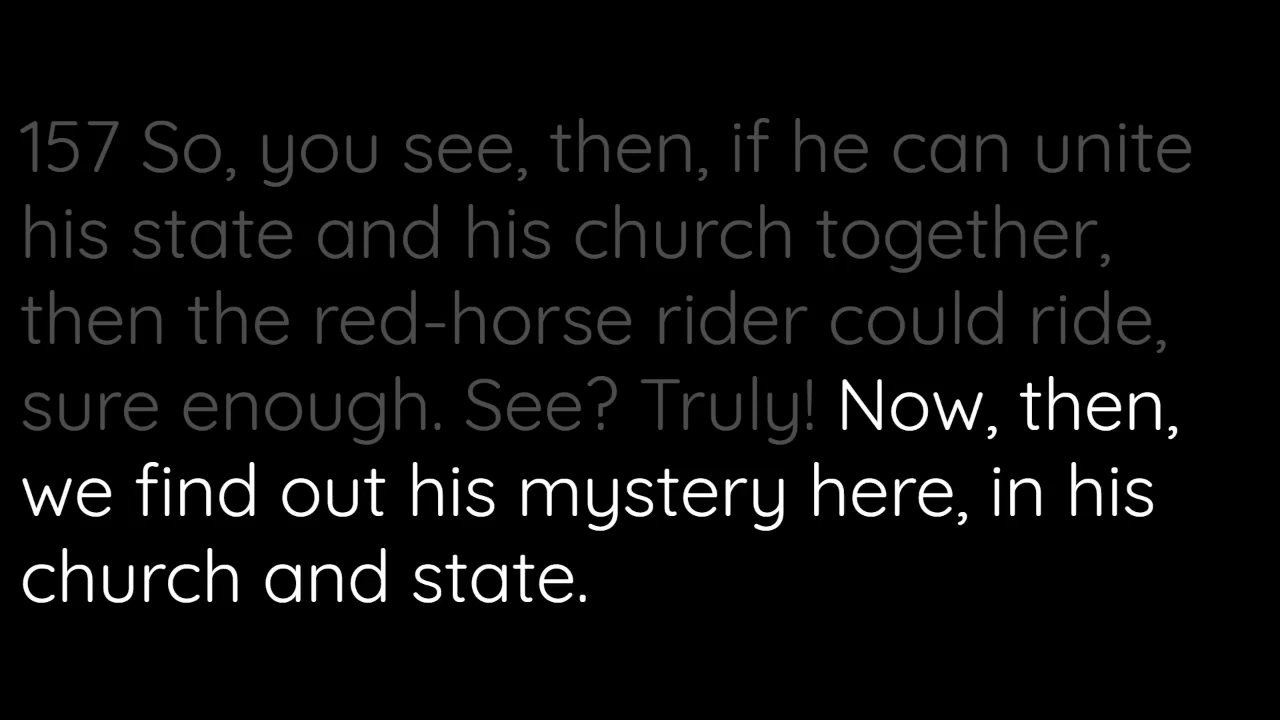 157 So, you see, then, if he can unite
his state and his church together,
then the red-horse rider could ride,
sure enough. See? Truly! Now, then,
we find out his mystery here, in his
church and state.